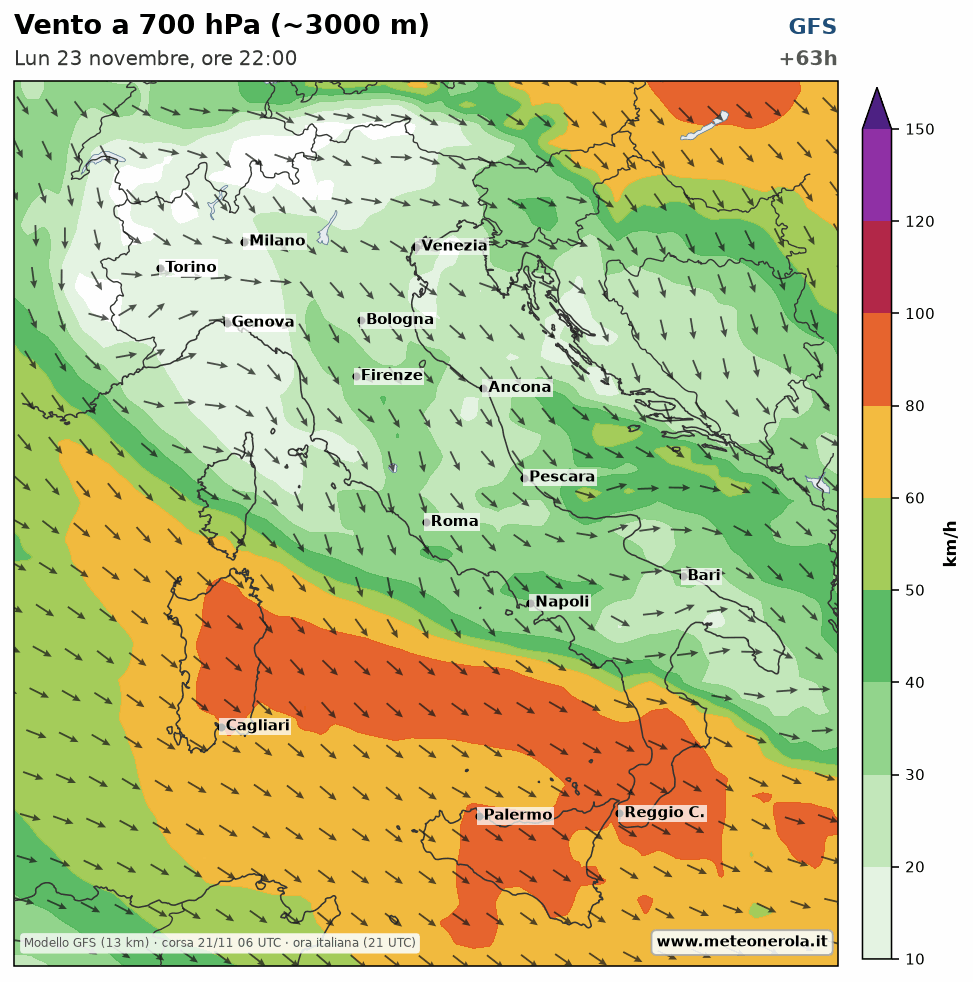 Vento a 700 hPa (~3000 m)
GFS
Lun 23 novembre, ore 22:00
+63h
Milano
Venezia
Torino
Genova
Bologna
Firenze
Ancona
Pescara
Roma
Bari
Napoli
Cagliari
Palermo
Reggio C.
150
120
100
80
60
50
40
30
20
10
km/h
Modello GFS (13 km) · corsa 21/11 06 UTC · ora italiana (21 UTC)
www.meteonerola.it